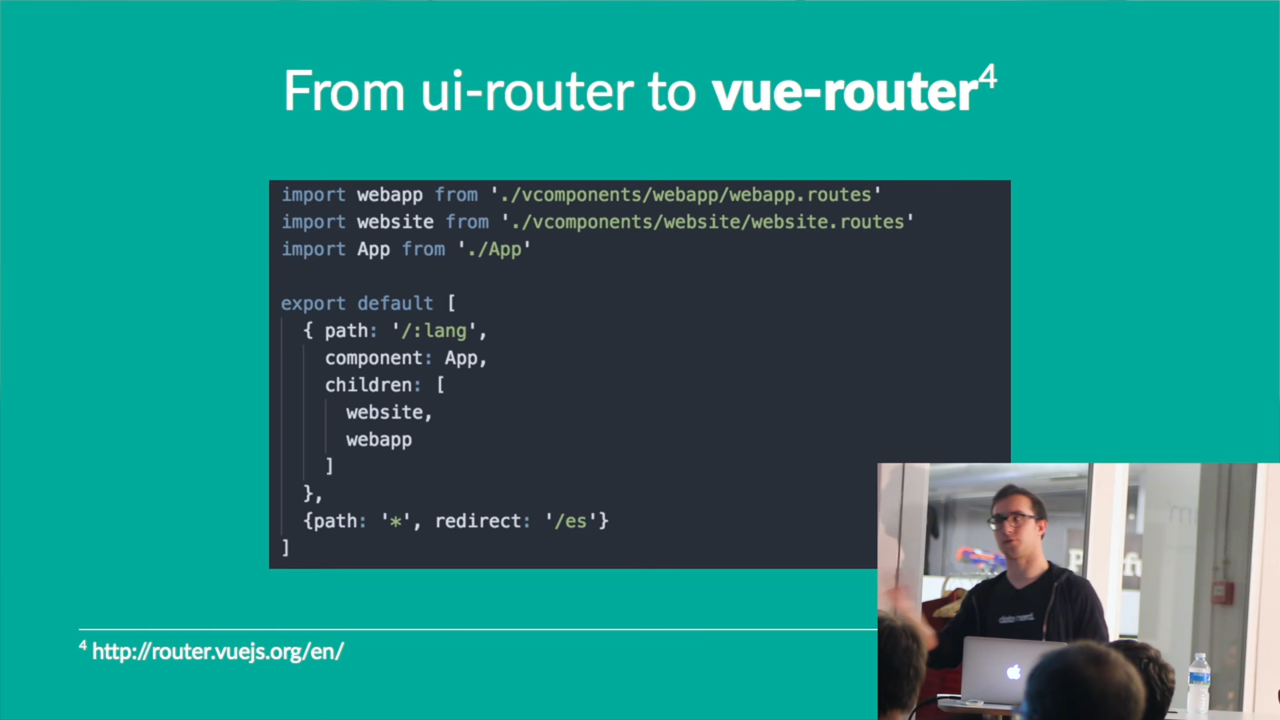 From ui-router to vue-router⁴
import webapp from './vcomponents/webapp/webapp.routes'
import website from './vcomponents/website/website.routes'
import App from './App'
export default [
{ path: '/:lang',
component: App,
children: [
website,
webapp
]
},
{path: '*', redirect: '/es'}
]
⁴ http://router.vuejs.org/en/